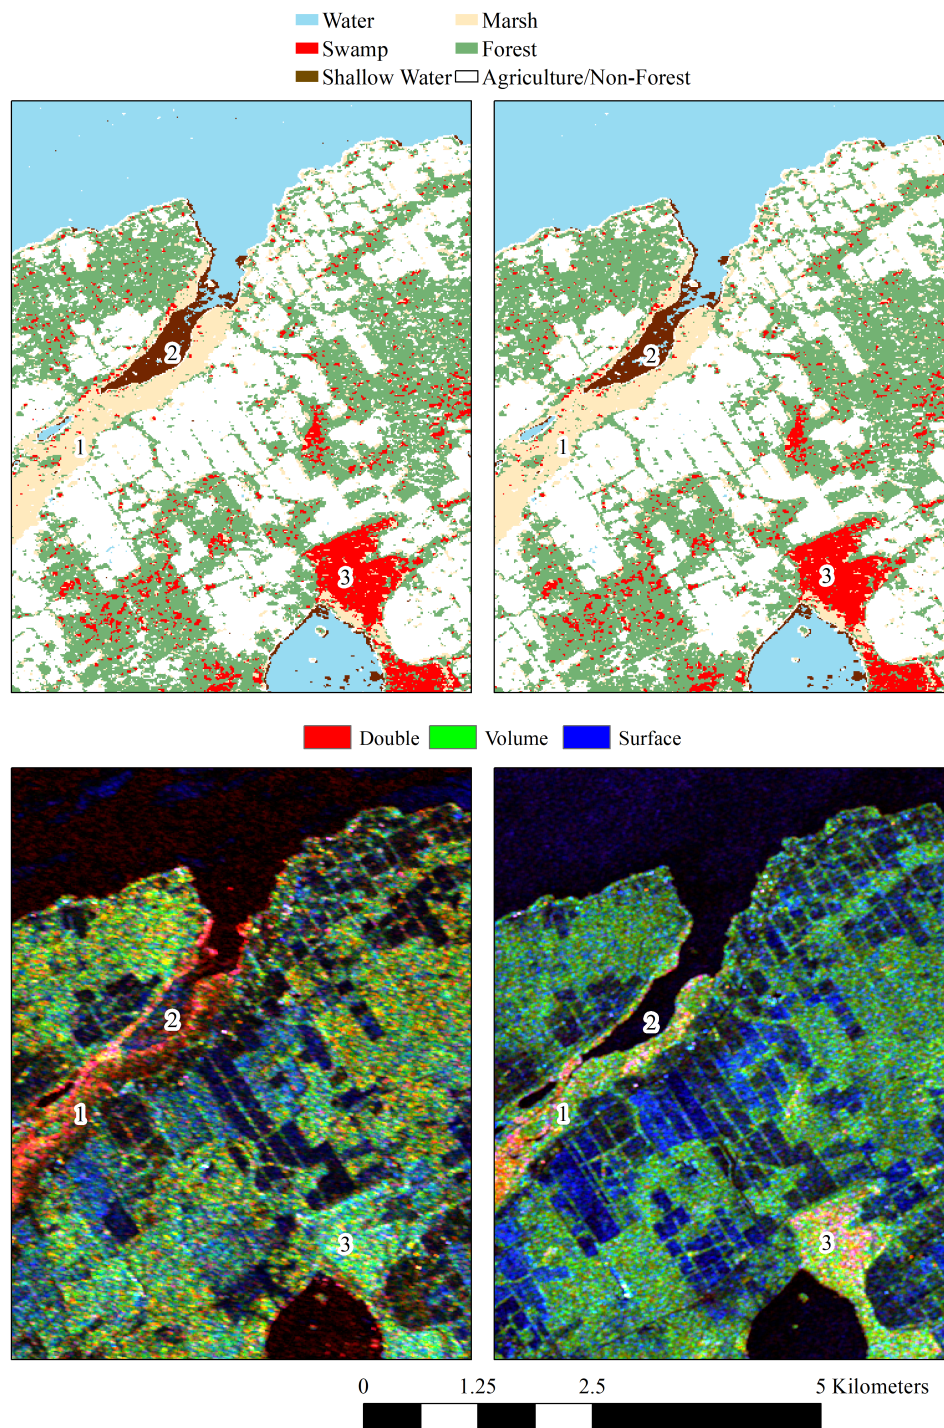 Water Marsh
Swamp Forest
Shallow Water Agriculture/Non-Forest
2 2
1 1
3 3
Double Volume Surface
2 2
1 1
3 3
0 1.25 2.5 5 Kilometers